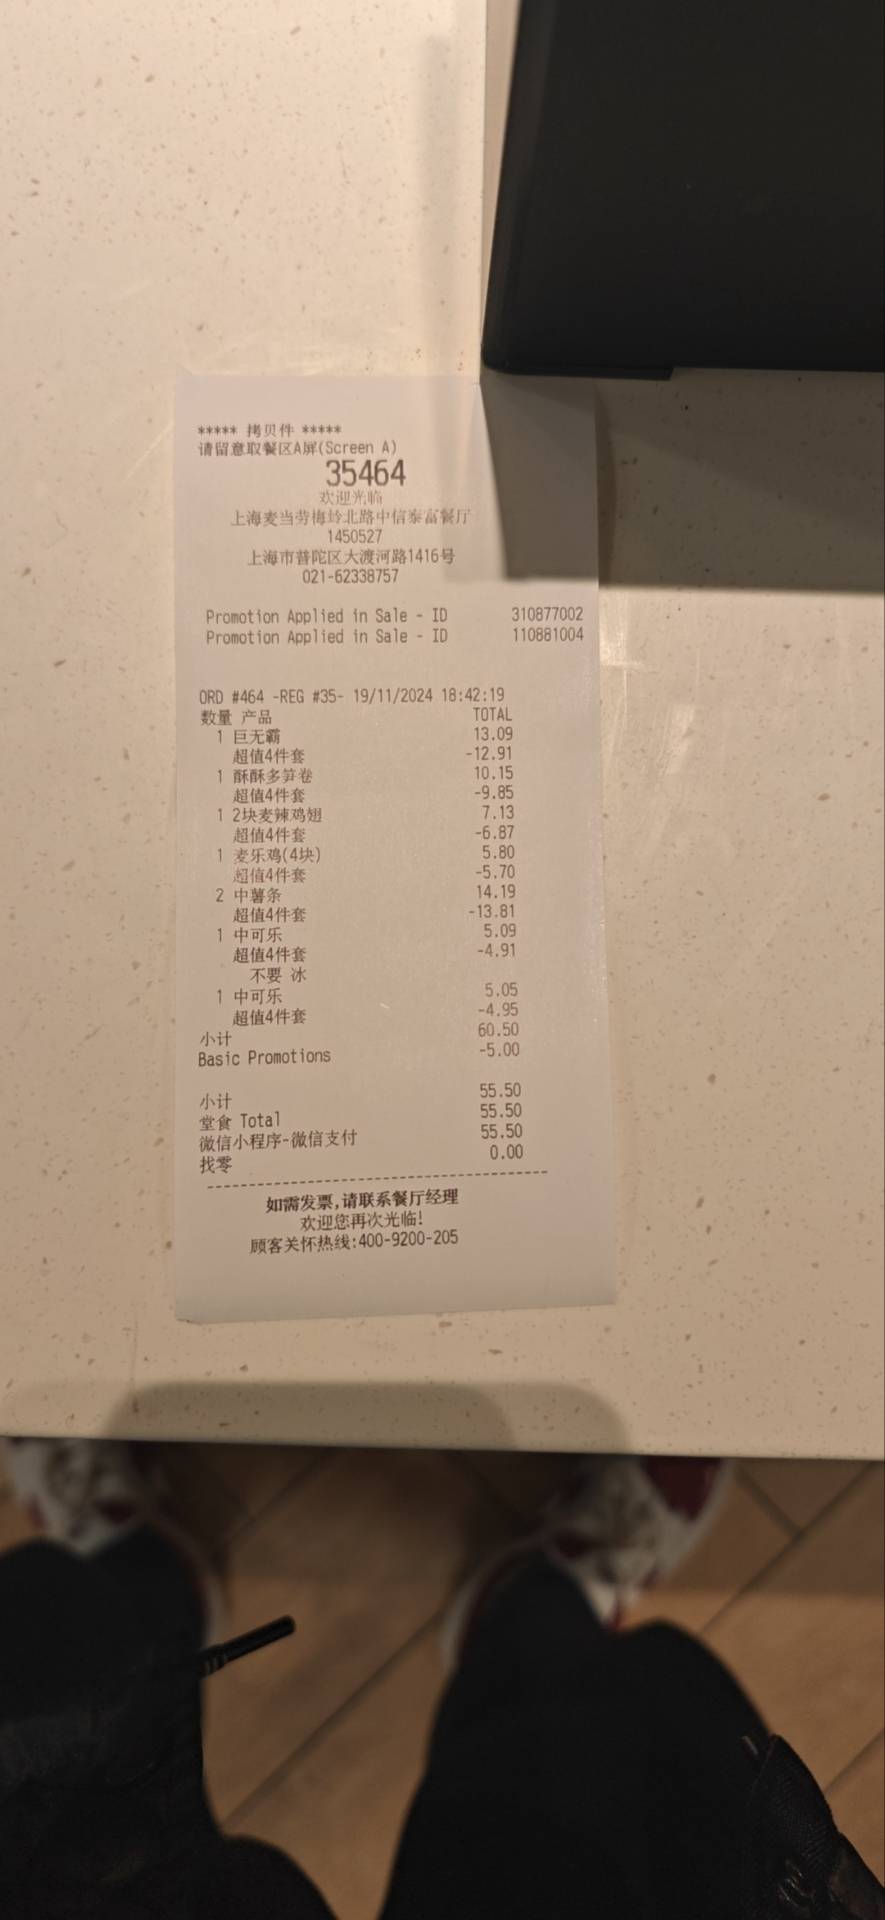 ***** 拷贝件 *****
请留意取餐区A屏(Screen A)
35464
欢迎光临
上海麦当劳梅岭北路中信泰富餐厅
1450527
上海市普陀区大渡河路1416号
021-62338757
Promotion Applied in Sale - ID 310877002
Promotion Applied in Sale - ID 110881004
ORD #464 -REG #35- 19/11/2024 18:42:19
数量 产品 TOTAL
1 巨无霸 13.09
超值4件套 -12.91
1 酥酥多笋卷 10.15
超值4件套 -9.85
1 2块麦辣鸡翅 7.13
超值4件套 -6.87
1 麦乐鸡(4块) 5.80
超值4件套 -5.70
2 中薯条 14.19
超值4件套 -13.81
1 中可乐 5.09
超值4件套 -4.91
不要 冰
1 中可乐 5.05
超值4件套 -4.95
小计 60.50
Basic Promotions -5.00
小计 55.50
堂食 Total 55.50
微信小程序-微信支付 55.50
找零 0.00
如需发票,请联系餐厅经理
欢迎您再次光临!
顾客关怀热线:400-9200-205